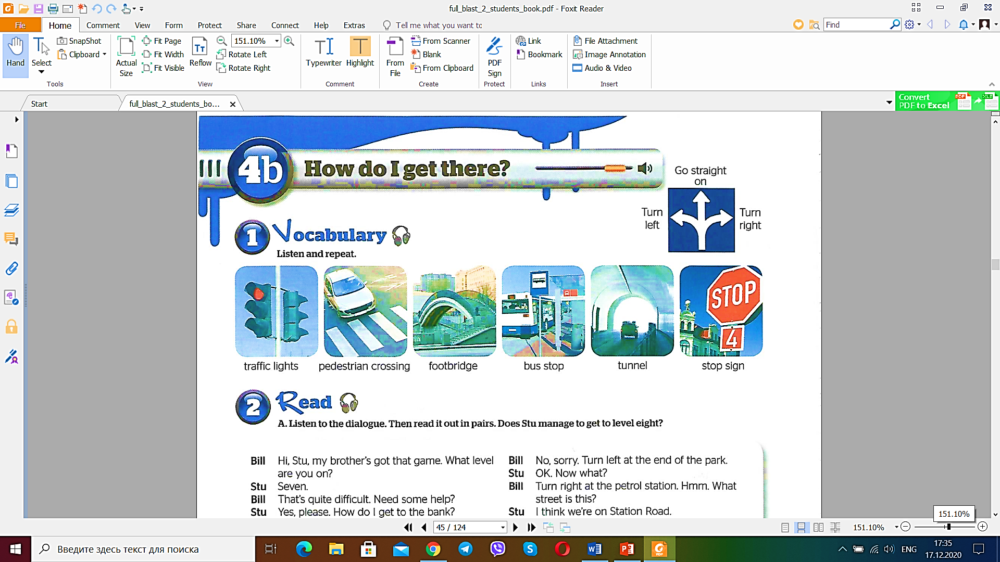 full_blast_2_students_book.pdf - Foxit Reader
File
Home
Comment
View
Form
Protect
Share
Connect
Help
Extras
Tell me what you want to
Find
Hand
Select
SnapShot
Clipboard
Tools
Actual Size
Fit Page
Fit Width
Fit Visible
Reflow
151.10%
Rotate Left
Rotate Right
View
Typewriter
Highlight
Comment
From File
From Scanner
Blank
From Clipboard
Create
PDF Sign
Protect
Link
Bookmark
Links
File Attachment
Image Annotation
Audio & Video
Insert
Start
full_blast_2_students_bo...
Convert
PDF to Excel
PDF
XLS
4b
How do I get there?
Go straight
on
Turn
left
Turn
right
1
Vocabulary
Listen and repeat.
STOP
4
traffic lights
pedestrian crossing
footbridge
bus stop
tunnel
stop sign
2
Read
A. Listen to the dialogue. Then read it out in pairs. Does Stu manage to get to level eight?
Bill Hi, Stu, my brother's got that game. What level
are you on?
Stu Seven.
Bill That's quite difficult. Need some help?
Stu Yes, please. How do I get to the bank?
Bill No, sorry. Turn left at the end of the park.
Stu OK. Now what?
Bill Turn right at the petrol station. Hmm. What
street is this?
Stu I think we're on Station Road.
151.10%
45 / 124
151.10%
Введите здесь текст для поиска
ENG
17:35
17.12.2020